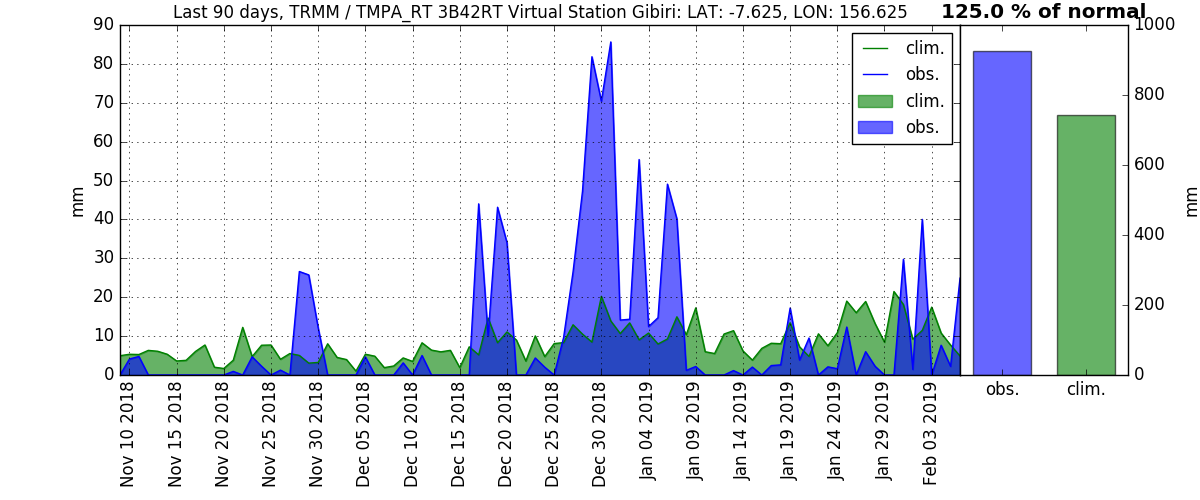 Last 90 days, TRMM / TMPA_RT 3B42RT Virtual Station Gibiri: LAT: -7.625, LON: 156.625
125.0 % of normal
90
80
70
60
50
40
30
20
10
0
mm
clim.
obs.
clim.
obs.
1000
800
600
400
200
0
mm
obs.
clim.
Nov 10 2018
Nov 15 2018
Nov 20 2018
Nov 25 2018
Nov 30 2018
Dec 05 2018
Dec 10 2018
Dec 15 2018
Dec 20 2018
Dec 25 2018
Dec 30 2018
Jan 04 2019
Jan 09 2019
Jan 14 2019
Jan 19 2019
Jan 24 2019
Jan 29 2019
Feb 03 2019